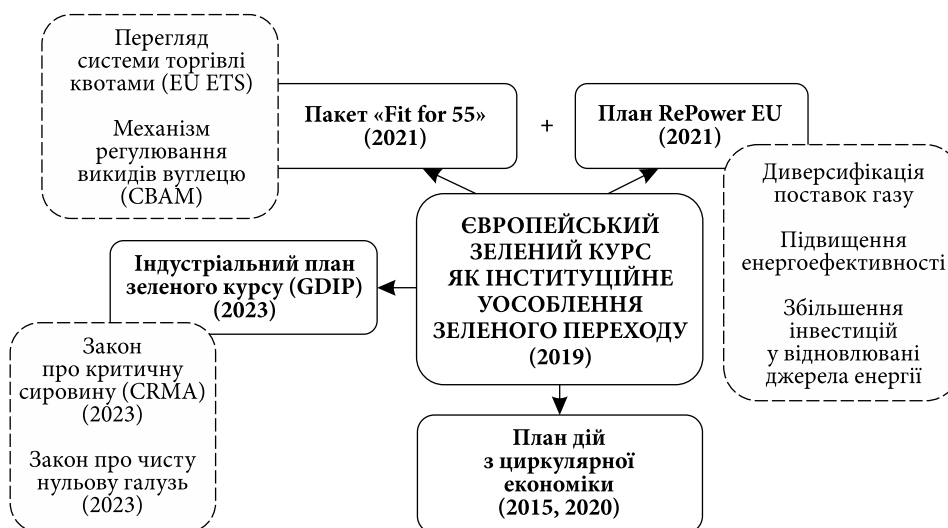 Перегляд
системи торгівлі
квотами (EU ETS)
Механізм
регулювання
викидів вуглецю
(CBAM)
Пакет «Fit for 55»
(2021)
+
План RePower EU
(2021)
Диверсифікація
поставок газу
Підвищення
енергоефективності
Збільшення
інвестицій
у відновлювані
джерела енергії
ЄВРОПЕЙСЬКИЙ
ЗЕЛЕНИЙ КУРС
ЯК ІНСТИТУЦІЙНЕ
УОСОБЛЕННЯ
ЗЕЛЕНОГО ПЕРЕХОДУ
(2019)
Індустріальний план
зеленого курсу (GDIP)
(2023)
Закон
про критичну
сировину (CRMA)
(2023)
Закон про чисту
нульову галузь
(2023)
План дій
з циркулярної
економіки
(2015, 2020)